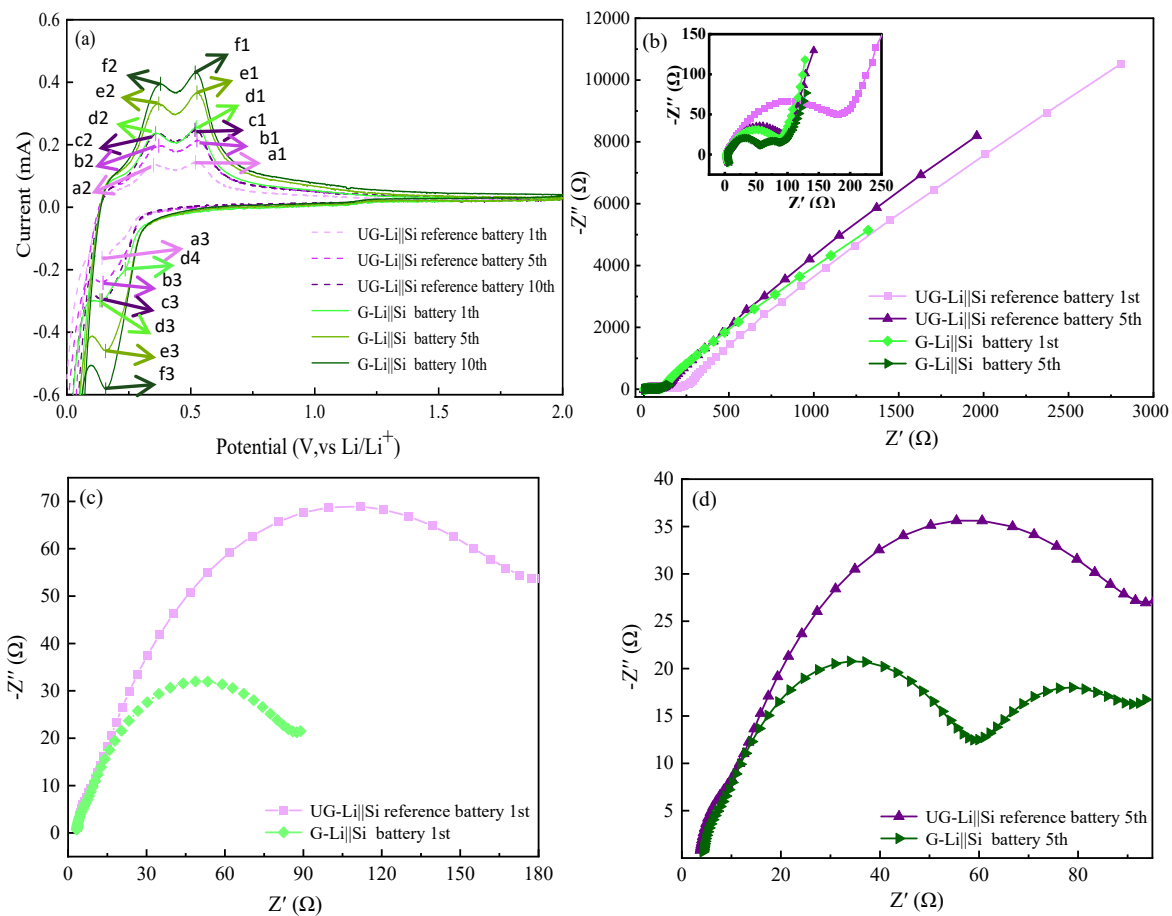 (a)
Current (mA)
0.6
0.4
0.2
0.0
-0.2
-0.4
-0.6
f1
f2
e1
e2
d1
d2
c1
c2
b1
b2
a1
a2
a3
d4
b3
c3
d3
e3
f3
UG-Li||Si reference battery 1th
UG-Li||Si reference battery 5th
UG-Li||Si reference battery 10th
G-Li||Si battery 1th
G-Li||Si battery 5th
G-Li||Si battery 10th
0.0 0.5 1.0 1.5 2.0
Potential (V,vs Li/Li⁺)
(b)
-Z″ (Ω)
12000
10000
8000
6000
4000
2000
0
-Z″ (Ω)
150
100
50
0
0 50 100 150 200 250
Z′ (Ω)
UG-Li||Si reference battery 1st
UG-Li||Si reference battery 5th
G-Li||Si battery 1st
G-Li||Si battery 5th
500 1000 1500 2000 2500 3000
Z′ (Ω)
(c)
-Z″ (Ω)
70
60
50
40
30
20
10
0
UG-Li||Si reference battery 1st
G-Li||Si battery 1st
0 30 60 90 120 150 180
Z′ (Ω)
(d)
-Z″ (Ω)
40
35
30
25
20
15
10
5
UG-Li||Si reference battery 5th
G-Li||Si battery 5th
0 20 40 60 80
Z′ (Ω)